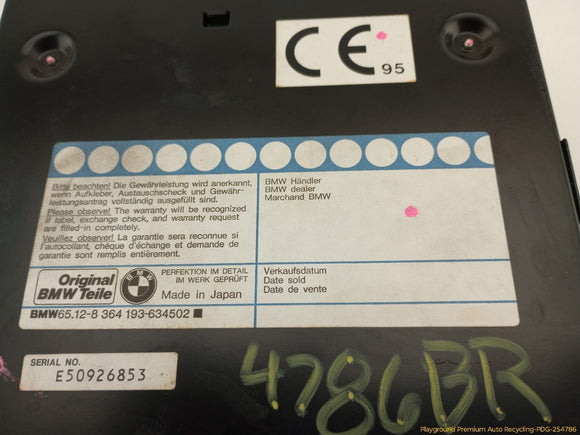 CE 95
Bitte beachten! Die Gewährleistung wird anerkannt,
wenn Aufkleber, Austauschscheck und Gewähr-
leistungsantrag vollständig ausgefüllt sind.
Please observe! The warranty will be recognized
if label, exchange check, and warranty request
are filled-in completely.
Veuillez observer! La garantie sera reconnue si
l'autocollant, chèque d'échange et demande de
garantie sont remplis entièrement.
BMW Händler
BMW dealer
Marchand BMW
Original
BMW Teile
BMW
PERFEKTION IM DETAIL
IM WERK GEPRÜFT
Made in Japan
Verkaufsdatum
Date sold
Date de vente
BMW65.12-8 364 193-634502
SERIAL NO.
E50926853
4786BR
Playground Premium Auto Recycling-PDG-254786